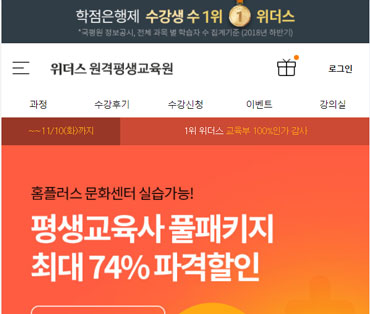 학점은행제 수강생 수 1위 1 위더스
*국평원 정보공시, 전체 과목 별 학습자 수 집계기준 (2018년 하반기)
위더스 원격평생교육원
로그인
과정 수강후기 수강신청 이벤트 강의실
~~11/10(화)까지
1위 위더스 교육부 100%인가 감사
홈플러스 문화센터 실습가능!
평생교육사 풀패키지
최대 74% 파격할인